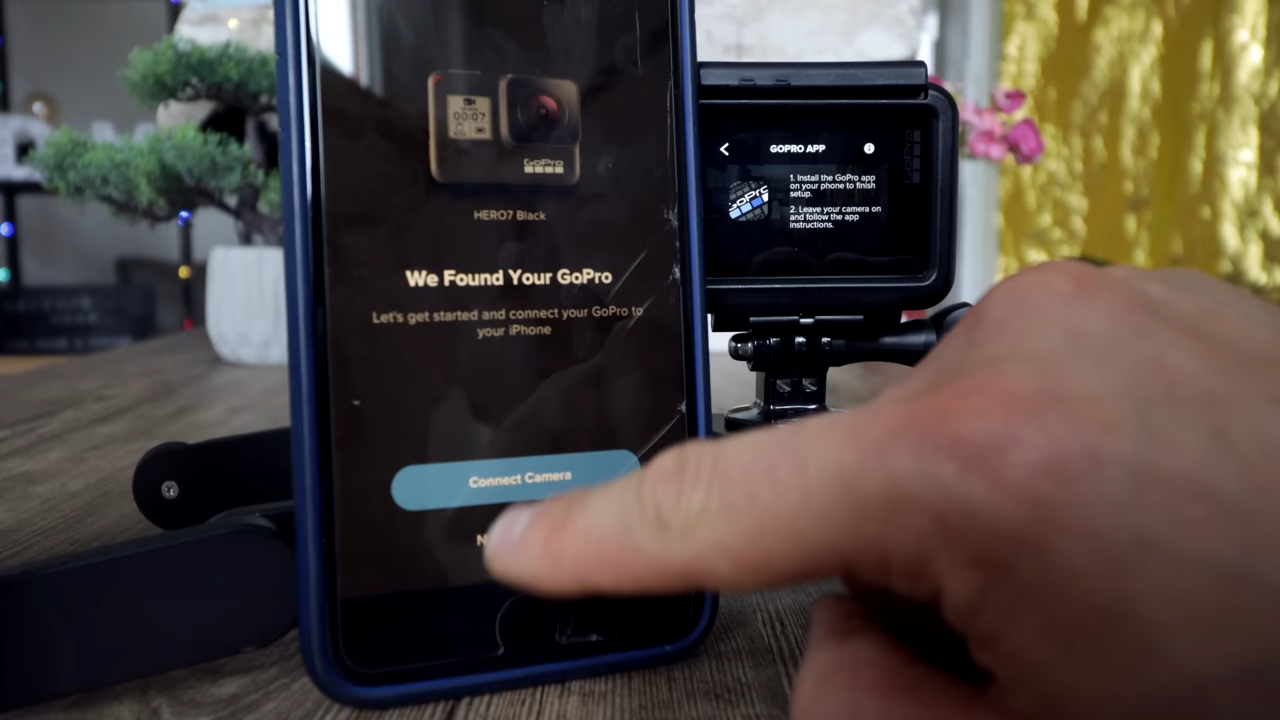 00:07
GoPro
HERO7 Black
We Found Your GoPro
Let's get started and connect your GoPro to
your iPhone
Connect Camera
GOPRO APP
GoPro
1. Install the GoPro app
on your phone to finish
setup.
2. Leave your camera on
and follow the app
instructions.
GoPro